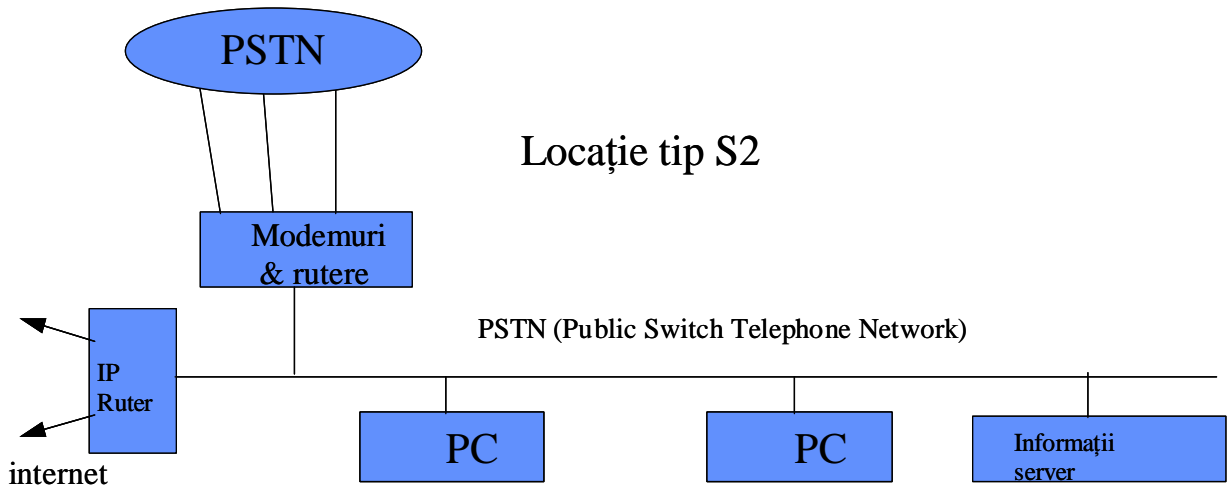 PSTN
Locație tip S2
Modemuri
& rutere
PSTN (Public Switch Telephone Network)
IP
Ruter
internet
PC
PC
Informații
server